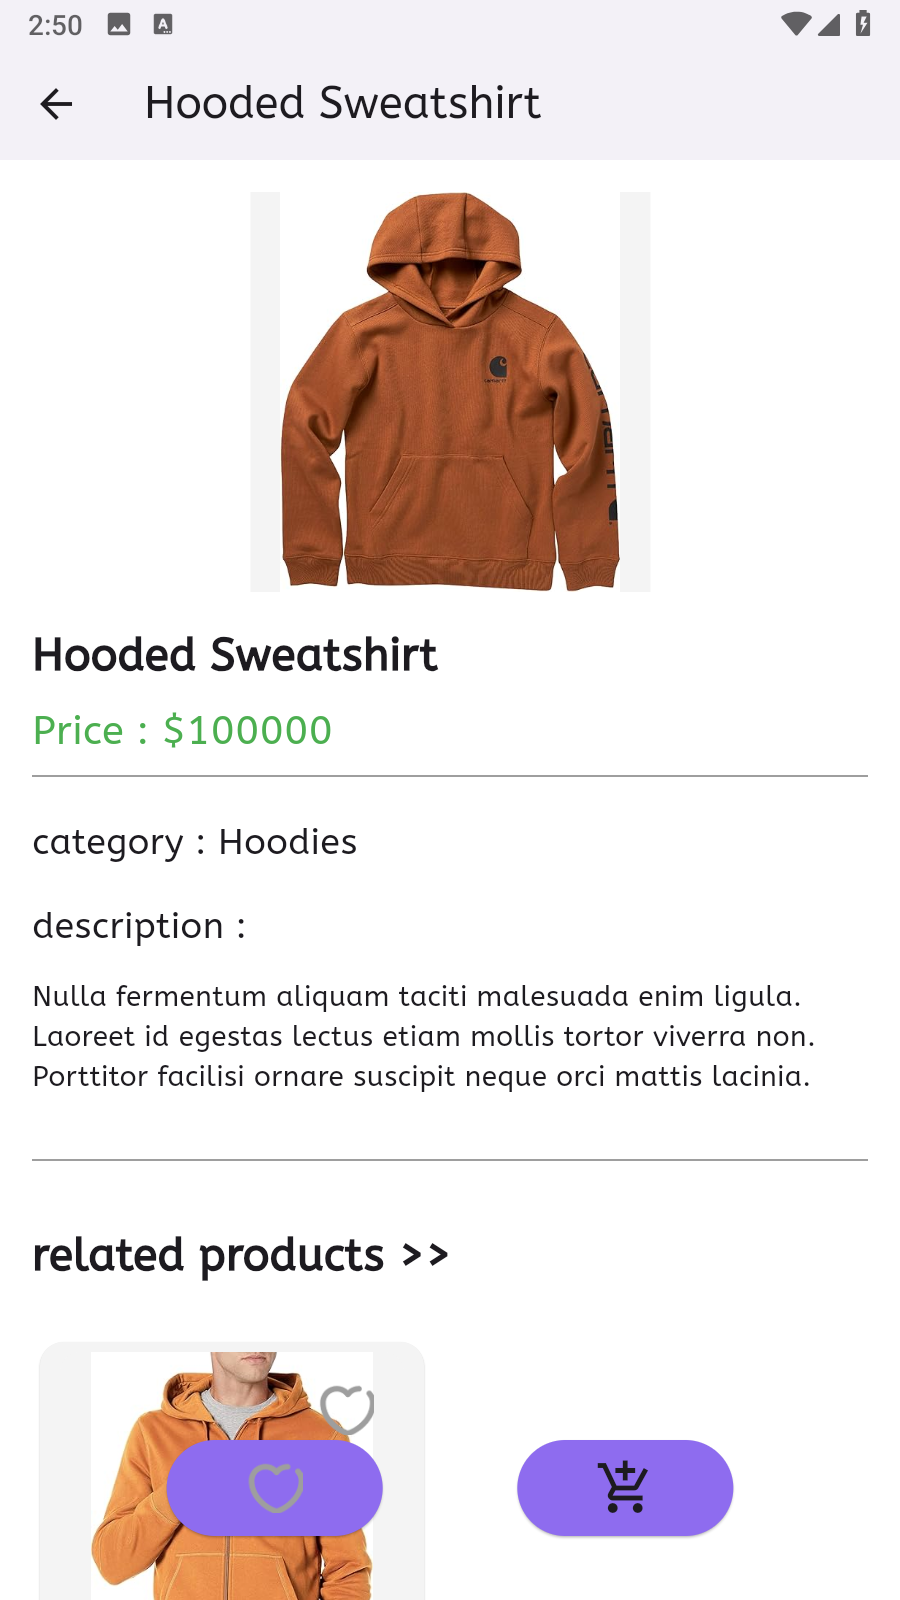 2:50
Hooded Sweatshirt
Hooded Sweatshirt
Price : $100000
category : Hoodies
description :
Nulla fermentum aliquam taciti malesuada enim ligula.
Laoreet id egestas lectus etiam mollis tortor viverra non.
Porttitor facilisi ornare suscipit neque orci mattis lacinia.
related products >>